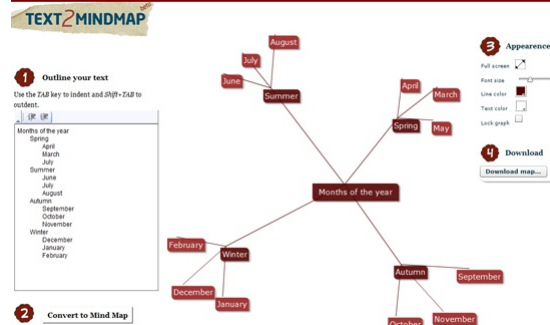 TEXT2MINDMAP beta
1 Outline your text
Use the TAB key to indent and Shift+TAB to
outdent.
Months of the year
Spring
April
March
July
Summer
June
July
August
Autumn
September
October
November
Winter
December
January
February
2 Convert to Mind Map
August
July
June
Summer
April
March
Spring
May
Months of the year
February
Winter
December
January
Autumn
September
October
November
3 Appearence
Full screen
Font size
Line color
Text color
Lock graph
4 Download
Download map...